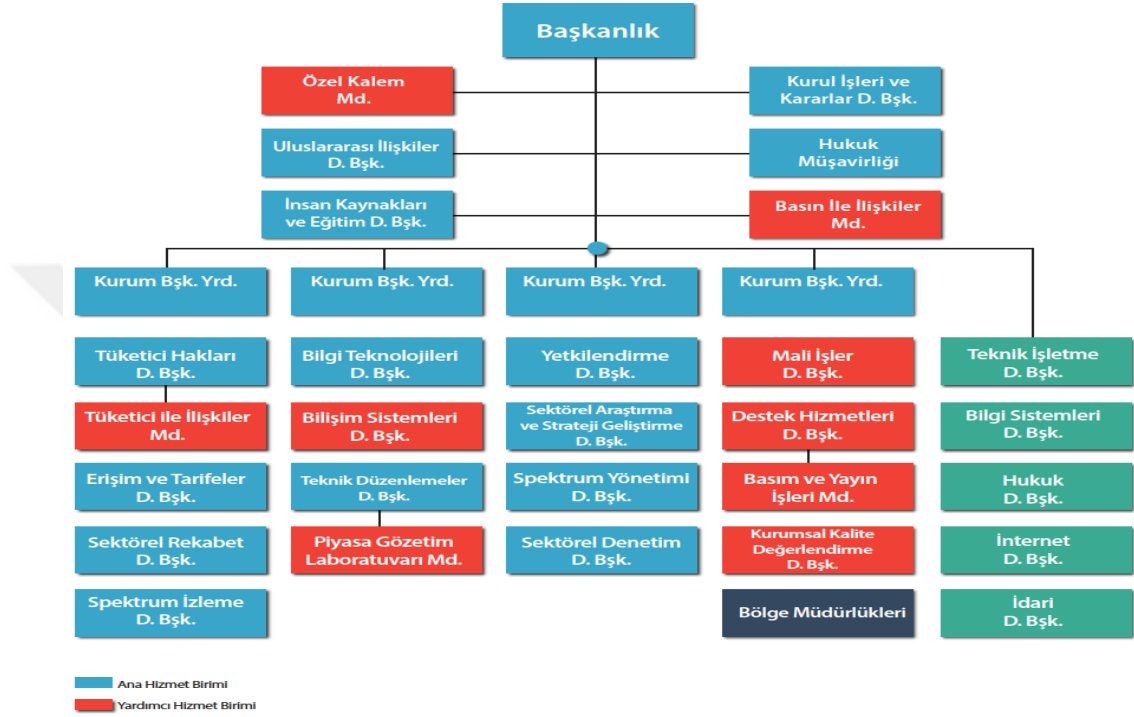 Başkanlık
Özel Kalem
Md.
Kurul İşleri ve
Kararlar D. Bşk.
Uluslararası İlişkiler
D. Bşk.
Hukuk
Müşavirliği
İnsan Kaynakları
ve Eğitim D. Bşk.
Basın İle İlişkiler
Md.
Kurum Bşk. Yrd.
Kurum Bşk. Yrd.
Kurum Bşk. Yrd.
Kurum Bşk. Yrd.
Tüketici Hakları
D. Bşk.
Bilgi Teknolojileri
D. Bşk.
Yetkilendirme
D. Bşk.
Mali İşler
D. Bşk.
Teknik İşletme
D. Bşk.
Tüketici ile İlişkiler
Md.
Bilişim Sistemleri
D. Bşk.
Sektörel Araştırma
ve Strateji Geliştirme
D. Bşk.
Destek Hizmetleri
D. Bşk.
Bilgi Sistemleri
D. Bşk.
Erişim ve Tarifeler
D. Bşk.
Teknik Düzenlemeler
D. Bşk.
Spektrum Yönetimi
D. Bşk.
Basım ve Yayın
İşleri Md.
Hukuk
D. Bşk.
Sektörel Rekabet
D. Bşk.
Piyasa Gözetim
Laboratuvarı Md.
Sektörel Denetim
D. Bşk.
Kurumsal Kalite
Değerlendirme
D. Bşk.
İnternet
D. Bşk.
Spektrum İzleme
D. Bşk.
Bölge Müdürlükleri
İdari
D. Bşk.
Ana Hizmet Birimi
Yardımcı Hizmet Birimi